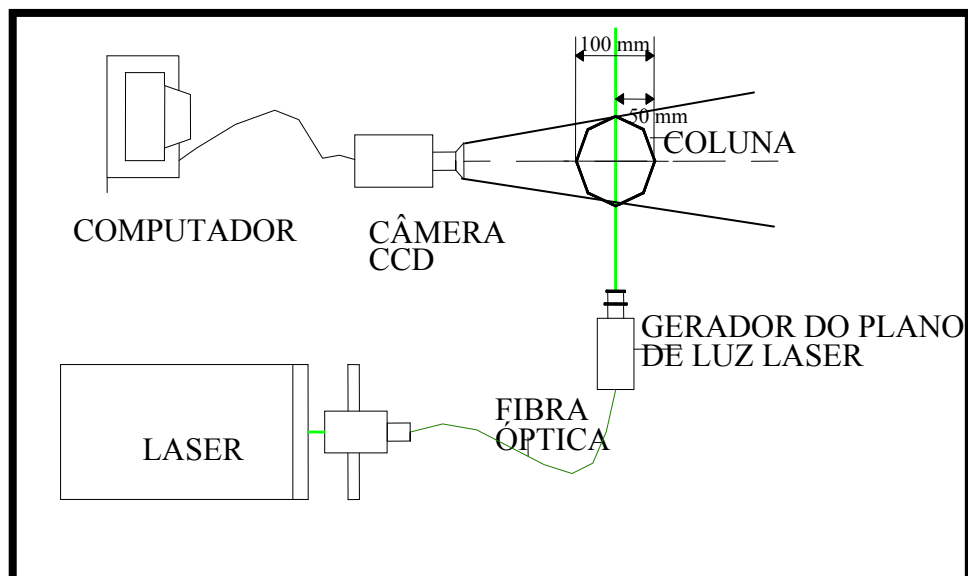 100 mm
50 mm
COLUNA
COMPUTADOR
CÂMERA
CCD
GERADOR DO PLANO
DE LUZ LASER
FIBRA
ÓPTICA
LASER